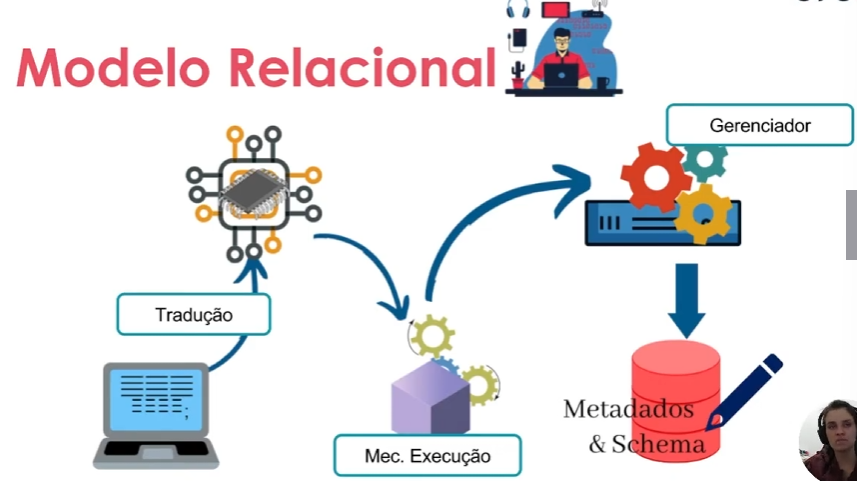 Modelo Relacional
Gerenciador
Tradução
Mec. Execução
Metadados
& Schema